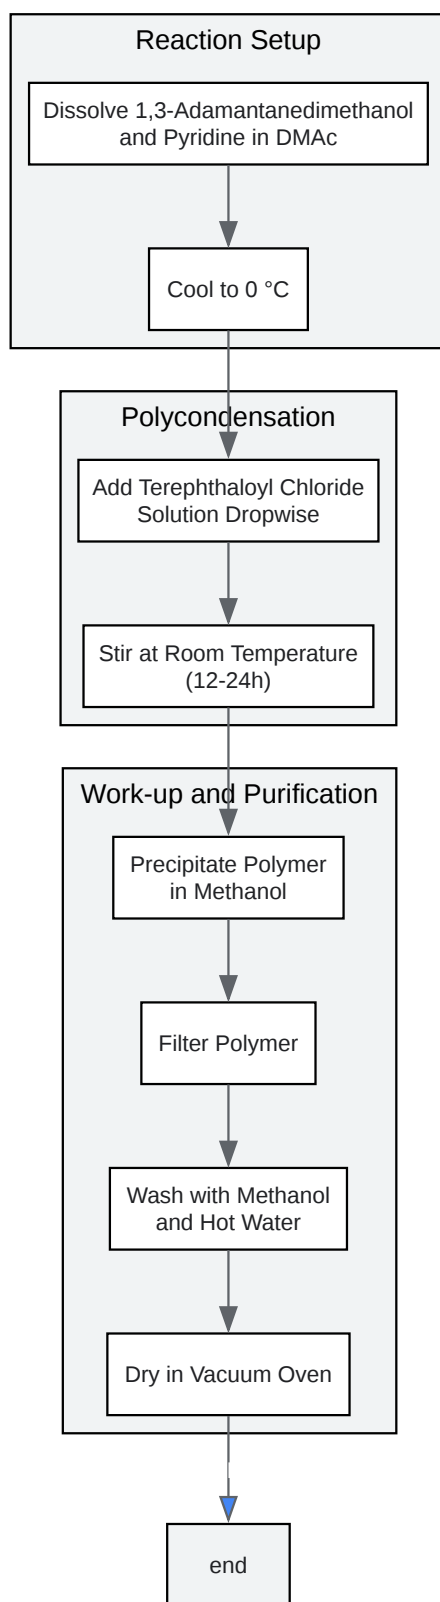 Reaction Setup
Dissolve 1,3-Adamantanedimethanol
and Pyridine in DMAc
Cool to 0 °C
Polycondensation
Add Terephthaloyl Chloride
Solution Dropwise
Stir at Room Temperature
(12-24h)
Work-up and Purification
Precipitate Polymer
in Methanol
Filter Polymer
Wash with Methanol
and Hot Water
Dry in Vacuum Oven
end